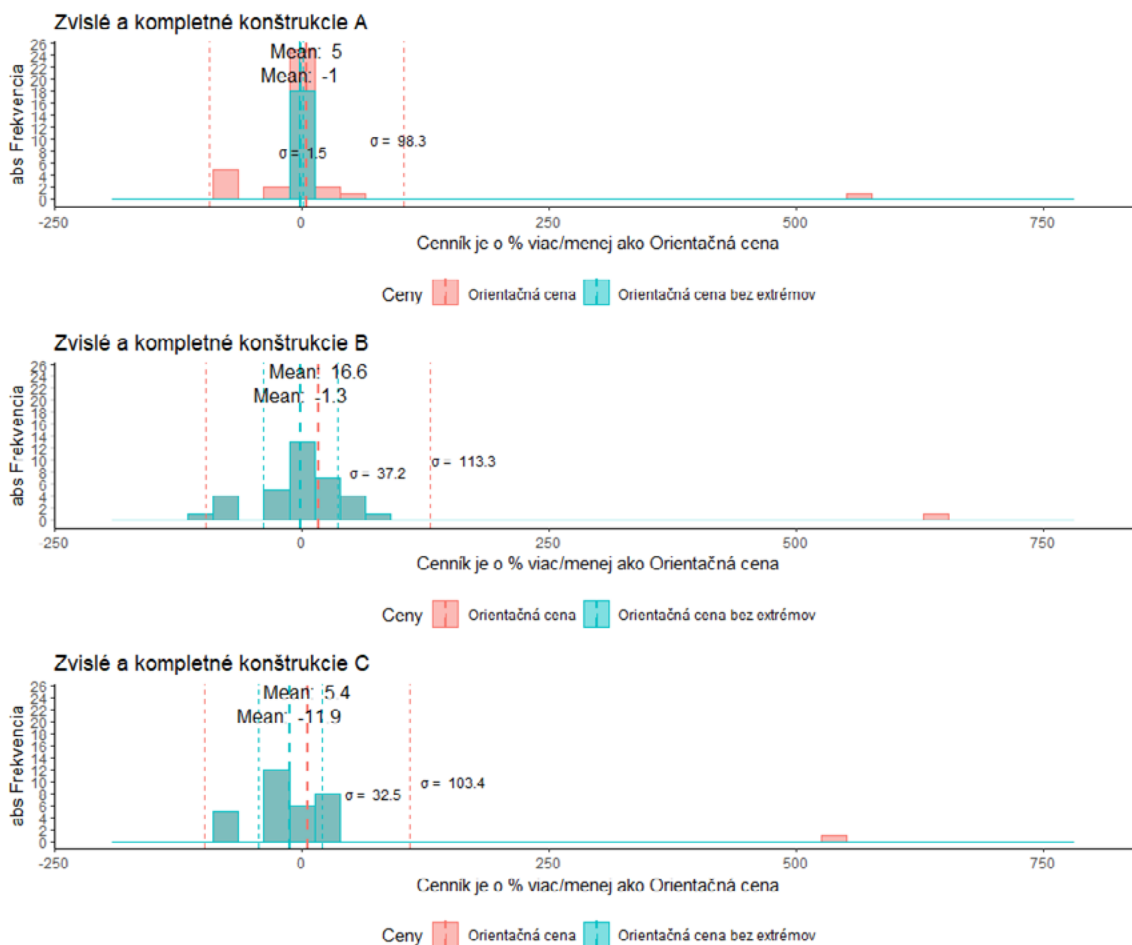 Zvislé a kompletné konštrukcie A
abs Frekvencia
26
24
22
20
18
16
14
12
10
8
6
4
2
0
Mean: 5
Mean: -1
σ = 98.3
σ = 1.5
-250 0 250 500 750
Cenník je o % viac/menej ako Orientačná cena
Ceny Orientačná cena Orientačná cena bez extrémov
Zvislé a kompletné konštrukcie B
abs Frekvencia
26
24
22
20
18
16
14
12
10
8
6
4
2
0
Mean: 16.6
Mean: -1.3
σ = 113.3
σ = 37.2
-250 0 250 500 750
Cenník je o % viac/menej ako Orientačná cena
Ceny Orientačná cena Orientačná cena bez extrémov
Zvislé a kompletné konštrukcie C
abs Frekvencia
26
24
22
20
18
16
14
12
10
8
6
4
2
0
Mean: 5.4
Mean: -11.9
σ = 103.4
σ = 32.5
-250 0 250 500 750
Cenník je o % viac/menej ako Orientačná cena
Ceny Orientačná cena Orientačná cena bez extrémov